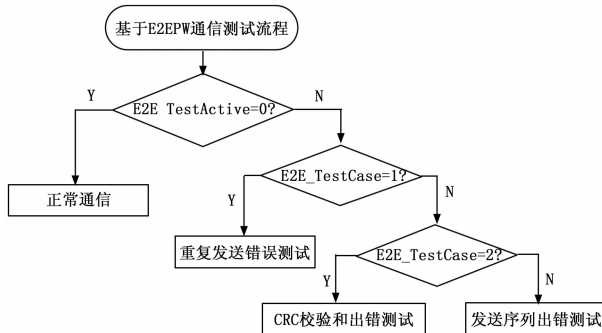 基于E2EPW通信测试流程
Y
E2E TestActive=0?
N
正常通信
E2E_TestCase=1?
Y
N
重复发送错误测试
E2E_TestCase=2?
Y
N
CRC校验和出错测试
发送序列出错测试